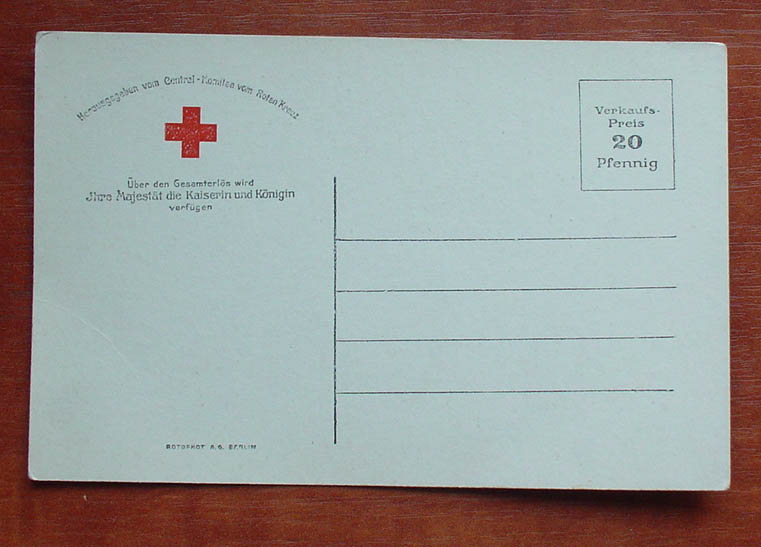 Herausgegeben vom Central-Komitee vom Roten Kreuz
Über den Gesamterlös wird
Ihre Majestät die Kaiserin und Königin
verfügen
Verkaufs-
Preis
20
Pfennig
ROTOPHOT A.G. BERLIN